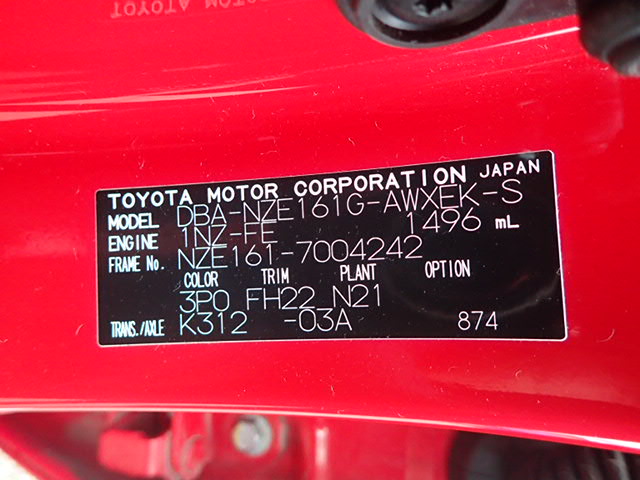 TOYOTA MOTOR CORPORATION JAPAN
MODEL DBA-NZE161G-AWXEK-S
ENGINE 1NZ-FE 1496 mL
FRAME No. NZE161-7004242
COLOR TRIM PLANT OPTION
3P0 FH22 N21
TRANS./AXLE K312 -03A 874